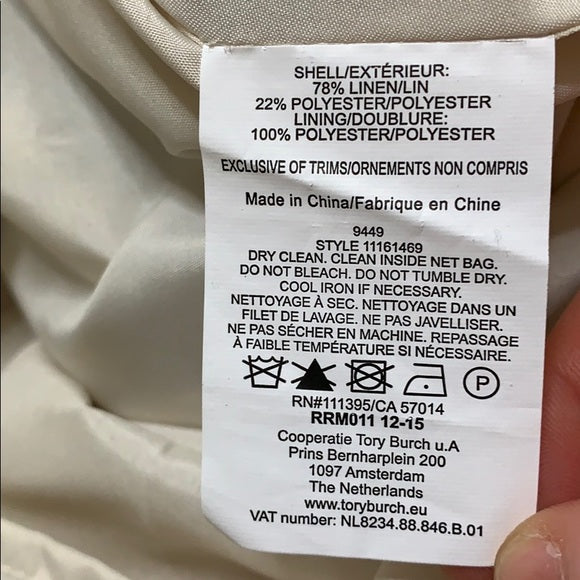 SHELL/EXTÉRIEUR:
78% LINEN/LIN
22% POLYESTER/POLYESTER
LINING/DOUBLURE:
100% POLYESTER/POLYESTER
EXCLUSIVE OF TRIMS/ORNEMENTS NON COMPRIS
Made in China/Fabrique en Chine
9449
STYLE 11161469
DRY CLEAN. CLEAN INSIDE NET BAG.
DO NOT BLEACH. DO NOT TUMBLE DRY.
COOL IRON IF NECESSARY.
NETTOYAGE À SEC. NETTOYAGE DANS UN
FILET DE LAVAGE. NE PAS JAVELLISER.
NE PAS SÉCHER EN MACHINE. REPASSAGE
À FAIBLE TEMPÉRATURE SI NÉCESSAIRE.
P
RN#111395/CA 57014
RRM011 12-15
Cooperatie Tory Burch u.A
Prins Bernharplein 200
1097 Amsterdam
The Netherlands
www.toryburch.eu
VAT number: NL8234.88.846.B.01